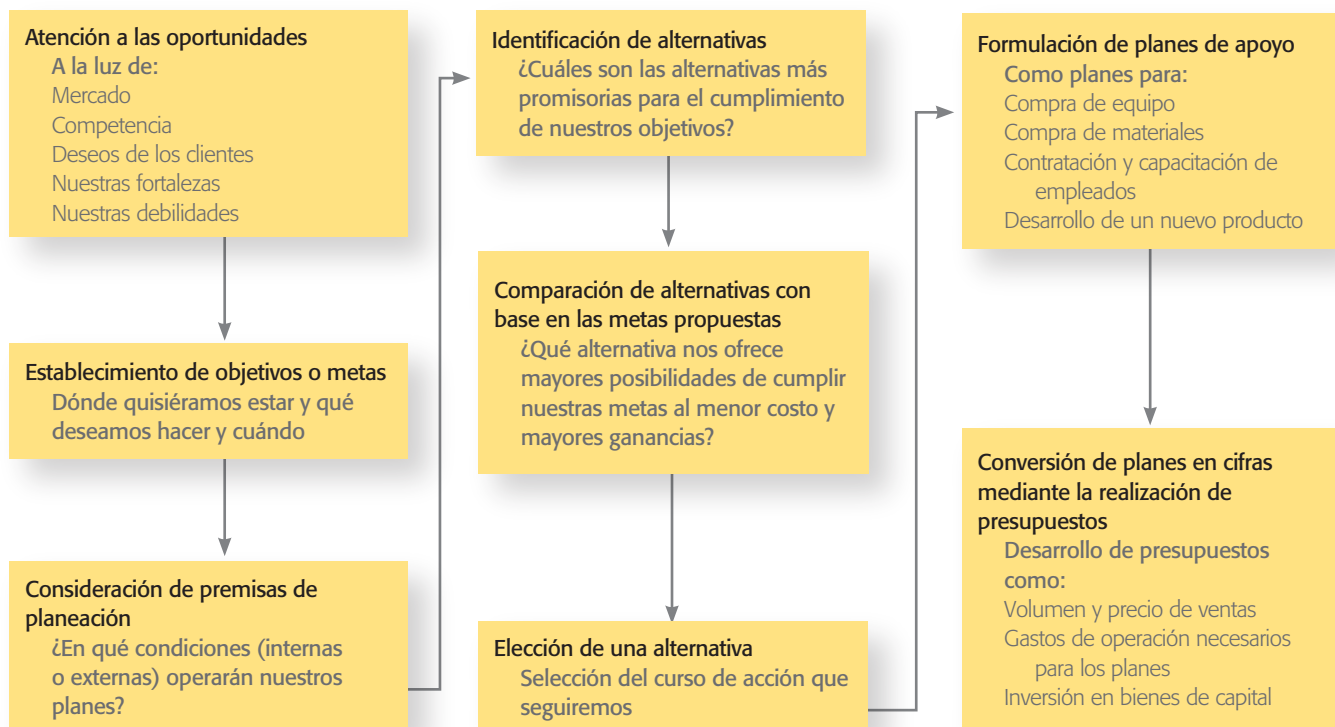 Atención a las oportunidades
A la luz de:
Mercado
Competencia
Deseos de los clientes
Nuestras fortalezas
Nuestras debilidades
Establecimiento de objetivos o metas
Dónde quisiéramos estar y qué
deseamos hacer y cuándo
Consideración de premisas de
planeación
¿En qué condiciones (internas
o externas) operarán nuestros
planes?
Identificación de alternativas
¿Cuáles son las alternativas más
promisorias para el cumplimiento
de nuestros objetivos?
Comparación de alternativas con
base en las metas propuestas
¿Qué alternativa nos ofrece
mayores posibilidades de cumplir
nuestras metas al menor costo y
mayores ganancias?
Elección de una alternativa
Selección del curso de acción que
seguiremos
Formulación de planes de apoyo
Como planes para:
Compra de equipo
Compra de materiales
Contratación y capacitación de
empleados
Desarrollo de un nuevo producto
Conversión de planes en cifras
mediante la realización de
presupuestos
Desarrollo de presupuestos
como:
Volumen y precio de ventas
Gastos de operación necesarios
para los planes
Inversión en bienes de capital